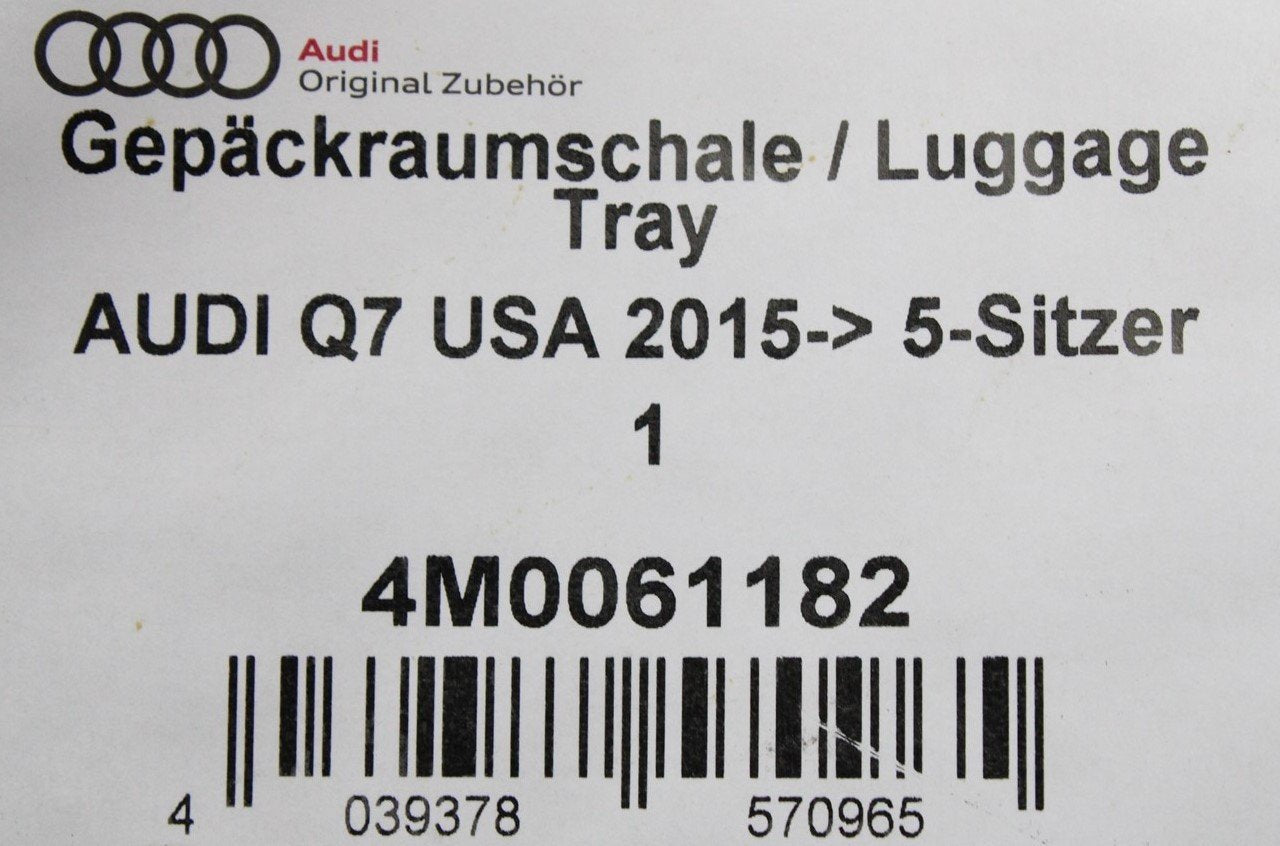 Audi
Original Zubehör
Gepäckraumschale / Luggage
Tray
AUDI Q7 USA 2015-> 5-Sitzer
1
4M0061182
4 039378 570965